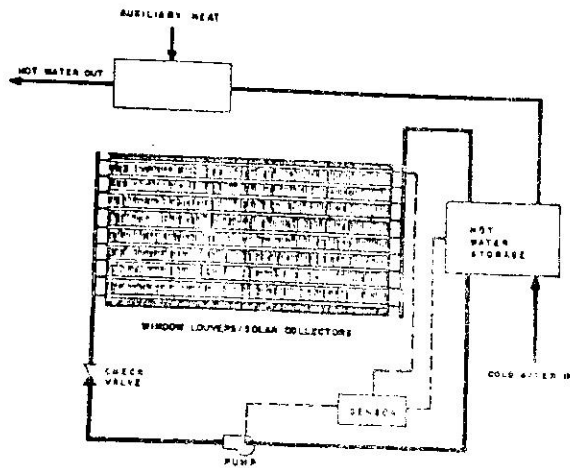 AUXILIARY HEAT
HOT WATER OUT
HOT
WATER
STORAGE
WINDOW LOUVERS/SOLAR COLLECTORS
CHECK
VALVE
COLD WATER IN
SENSOR
PUMP